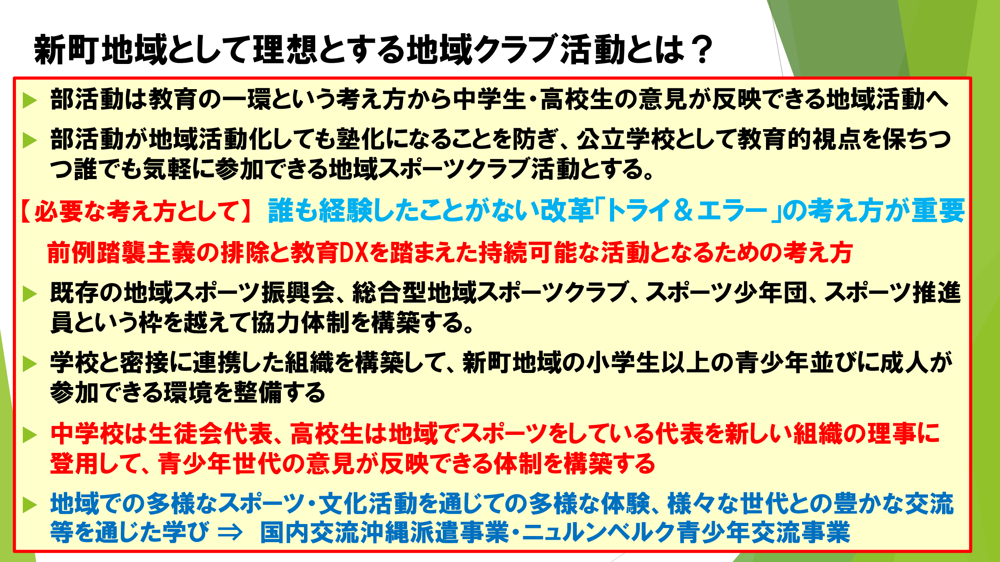 新町地域として理想とする地域クラブ活動とは？
部活動は教育の一環という考え方から中学生・高校生の意見が反映できる地域活動へ
部活動が地域活動化しても塾化になることを防ぎ、公立学校として教育的視点を保ちつ
つ誰でも気軽に参加できる地域スポーツクラブ活動とする。
【必要な考え方として】 誰も経験したことがない改革「トライ＆エラー」の考え方が重要
前例踏襲主義の排除と教育DXを踏まえた持続可能な活動となるための考え方
既存の地域スポーツ振興会、総合型地域スポーツクラブ、スポーツ少年団、スポーツ推進
員という枠を越えて協力体制を構築する。
学校と密接に連携した組織を構築して、新町地域の小学生以上の青少年並びに成人が
参加できる環境を整備する
中学校は生徒会代表、高校生は地域でスポーツをしている代表を新しい組織の理事に
登用して、青少年世代の意見が反映できる体制を構築する
地域での多様なスポーツ・文化活動を通じての多様な体験、様々な世代との豊かな交流
等を通じた学び ⇒　国内交流沖縄派遣事業・ニュルンベルク青少年交流事業